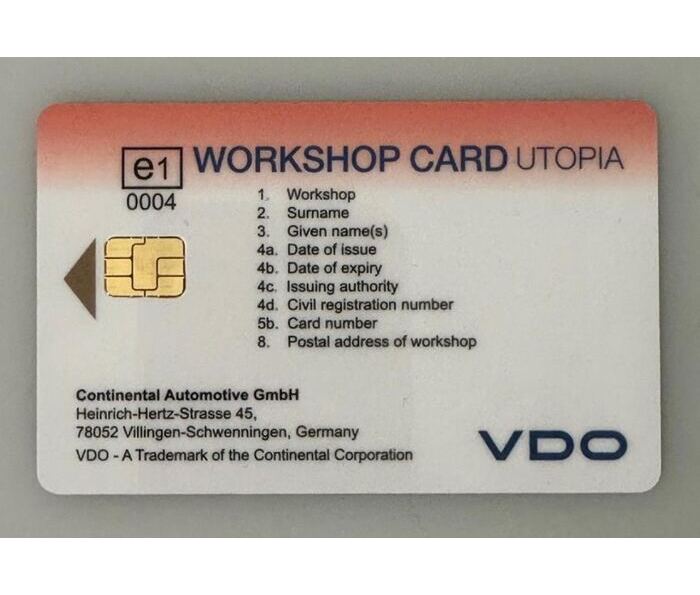 e1 WORKSHOP CARD UTOPIA
0004
1. Workshop
2. Surname
3. Given name(s)
4a. Date of issue
4b. Date of expiry
4c. Issuing authority
4d. Civil registration number
5b. Card number
8. Postal address of workshop
Continental Automotive GmbH
Heinrich-Hertz-Strasse 45,
78052 Villingen-Schwenningen, Germany
VDO - A Trademark of the Continental Corporation
VDO